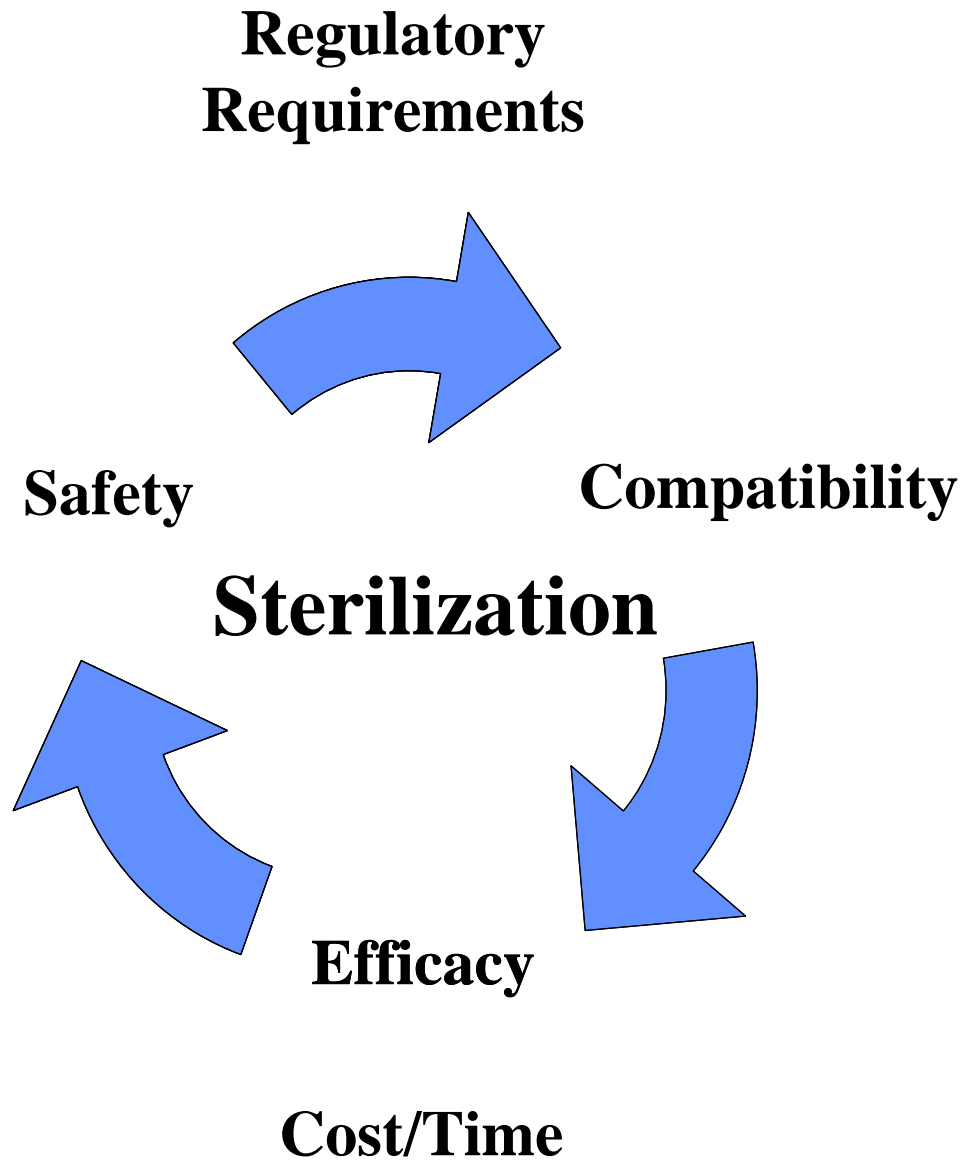 Regulatory
Requirements
Safety
Compatibility
Sterilization
Efficacy
Cost/Time